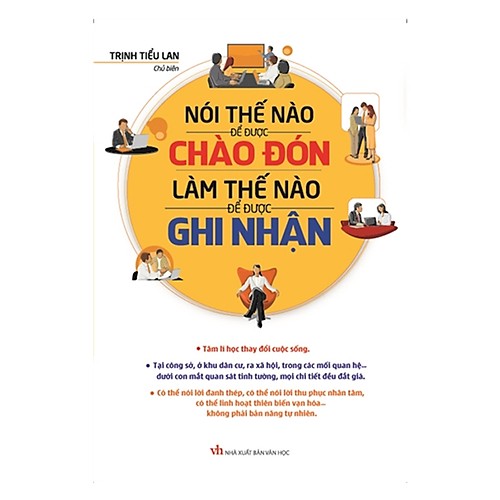 TRỊNH TIỂU LAN
Chủ biên
NÓI THẾ NÀO
ĐỂ ĐƯỢC
CHÀO ĐÓN
LÀM THẾ NÀO
ĐỂ ĐƯỢC
GHI NHẬN
• Tâm lí học thay đổi cuộc sống.
• Tại công sở, ở khu dân cư, ra xã hội, trong các mối quan hệ...
dưới con mắt quan sát tinh tường, mọi chi tiết đều đắt giá.
• Có thể nói lời đanh thép, có thể nói lời thu phục nhân tâm,
có thể linh hoạt thiên biến vạn hóa...
không phải bản năng tự nhiên.
vh NHÀ XUẤT BẢN VĂN HỌC